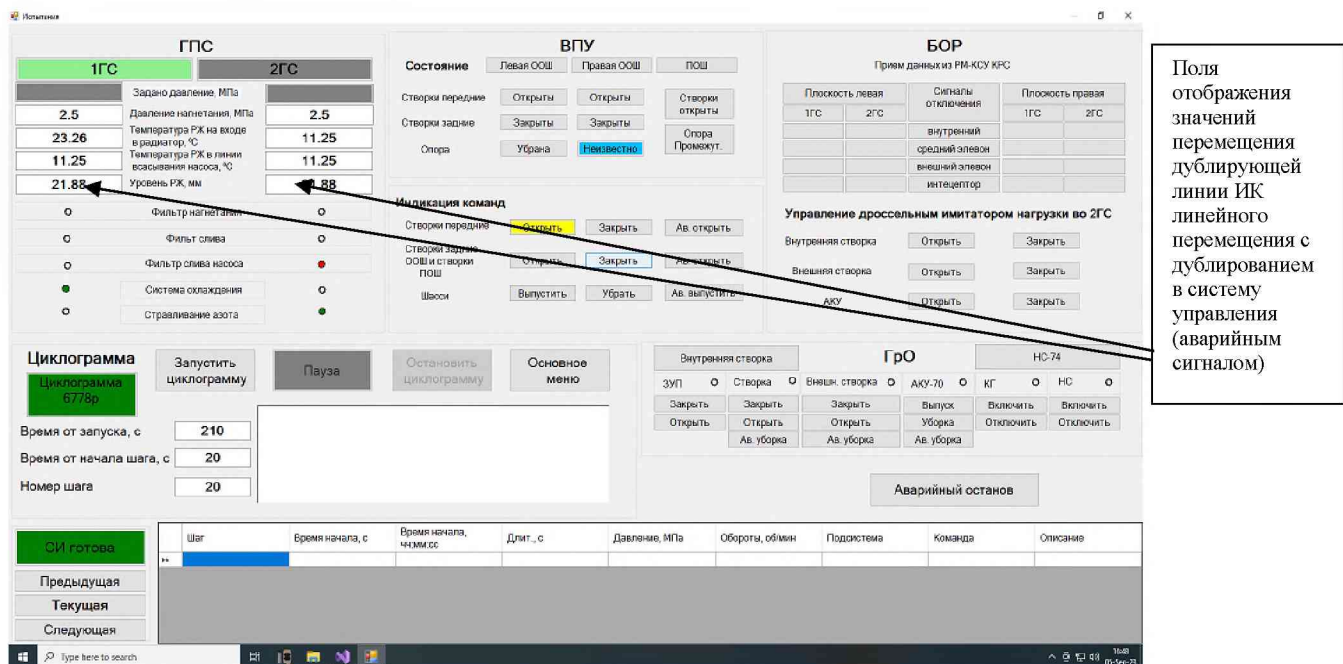 Испытания
ГПС
1ГС 2ГС
Задано давление, МПа
2.5 Давление нагнетания, МПа 2.5
23.26 Температура РЖ на входе в радиатор, °С 11.25
11.25 Температура РЖ в линии всасывания насоса, °С 11.25
21.88 Уровень РЖ, мм .88
Фильтр нагнетания
Фильт слива
Фильтр слива насоса
Система охлаждения
Стравливание азота
ВПУ
Состояние Левая ООШ Правая ООШ ПОШ
Створки передние Открыты Открыты Створки открыты
Створки задние Закрыты Закрыты
Опора Убрана Неизвестно Опора Промежут.
Индикация команд
Створки передние Открыть Закрыть Ав. открыть
Створки задние ООШ и створки ПОШ Открыть Закрыть Ав. открыть
Шасси Выпустить Убрать Ав. выпустить
БОР
Прием данных из РМ-КСУ КРС
Плоскость левая Сигналы отключения Плоскость правая
1ГС 2ГС 1ГС 2ГС
внутренний
средний элевон
внешний элевон
интецептор
Управление дроссельным имитатором нагрузки во 2ГС
Внутренняя створка Открыть Закрыть
Внешняя створка Открыть Закрыть
АКУ Открыть Закрыть
Циклограмма
Циклограмма 6778р
Запустить циклограмму
Пауза
Остановить циклограмму
Основное меню
Время от запуска, с 210
Время от начала шага, с 20
Номер шага 20
Внутренняя створка ГрО НС-74
ЗУП Створка Внешн. створка АКУ-70 КГ НС
Закрыть Закрыть Закрыть Выпуск Включить Включить
Открыть Открыть Открыть Уборка Отключить Отключить
Ав. уборка Ав. уборка Ав. уборка
Аварийный останов
СИ готова
Предыдущая
Текущая
Следующая
Шаг Время начала, с Время начала, чч:мм:сс Длит., с Давление, МПа Обороты, об/мин Подсистема Команда Описание
Type here to search
16:48
05-Sep-23
Поля
отображения
значений
перемещения
дублирующей
линии ИК
линейного
перемещения с
дублированием
в систему
управления
(аварийным
сигналом)